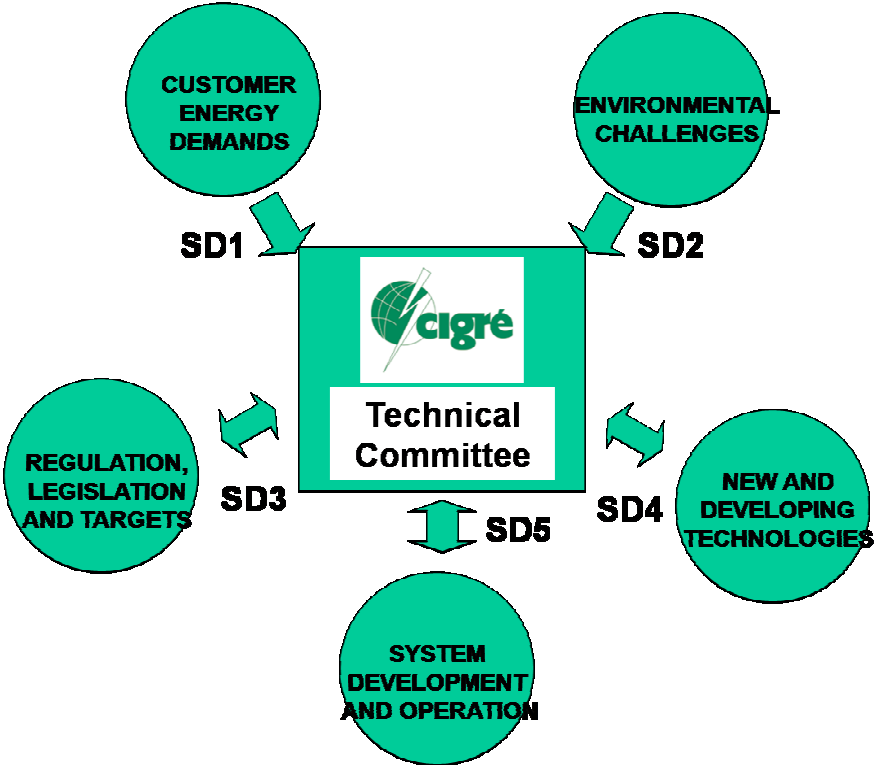 CUSTOMER
ENERGY
DEMANDS
ENVIRONMENTAL
CHALLENGES
SD1
SD2
cigré
Technical
Committee
REGULATION,
LEGISLATION
AND TARGETS
SD3
SD4
NEW AND
DEVELOPING
TECHNOLOGIES
SD5
SYSTEM
DEVELOPMENT
AND OPERATION